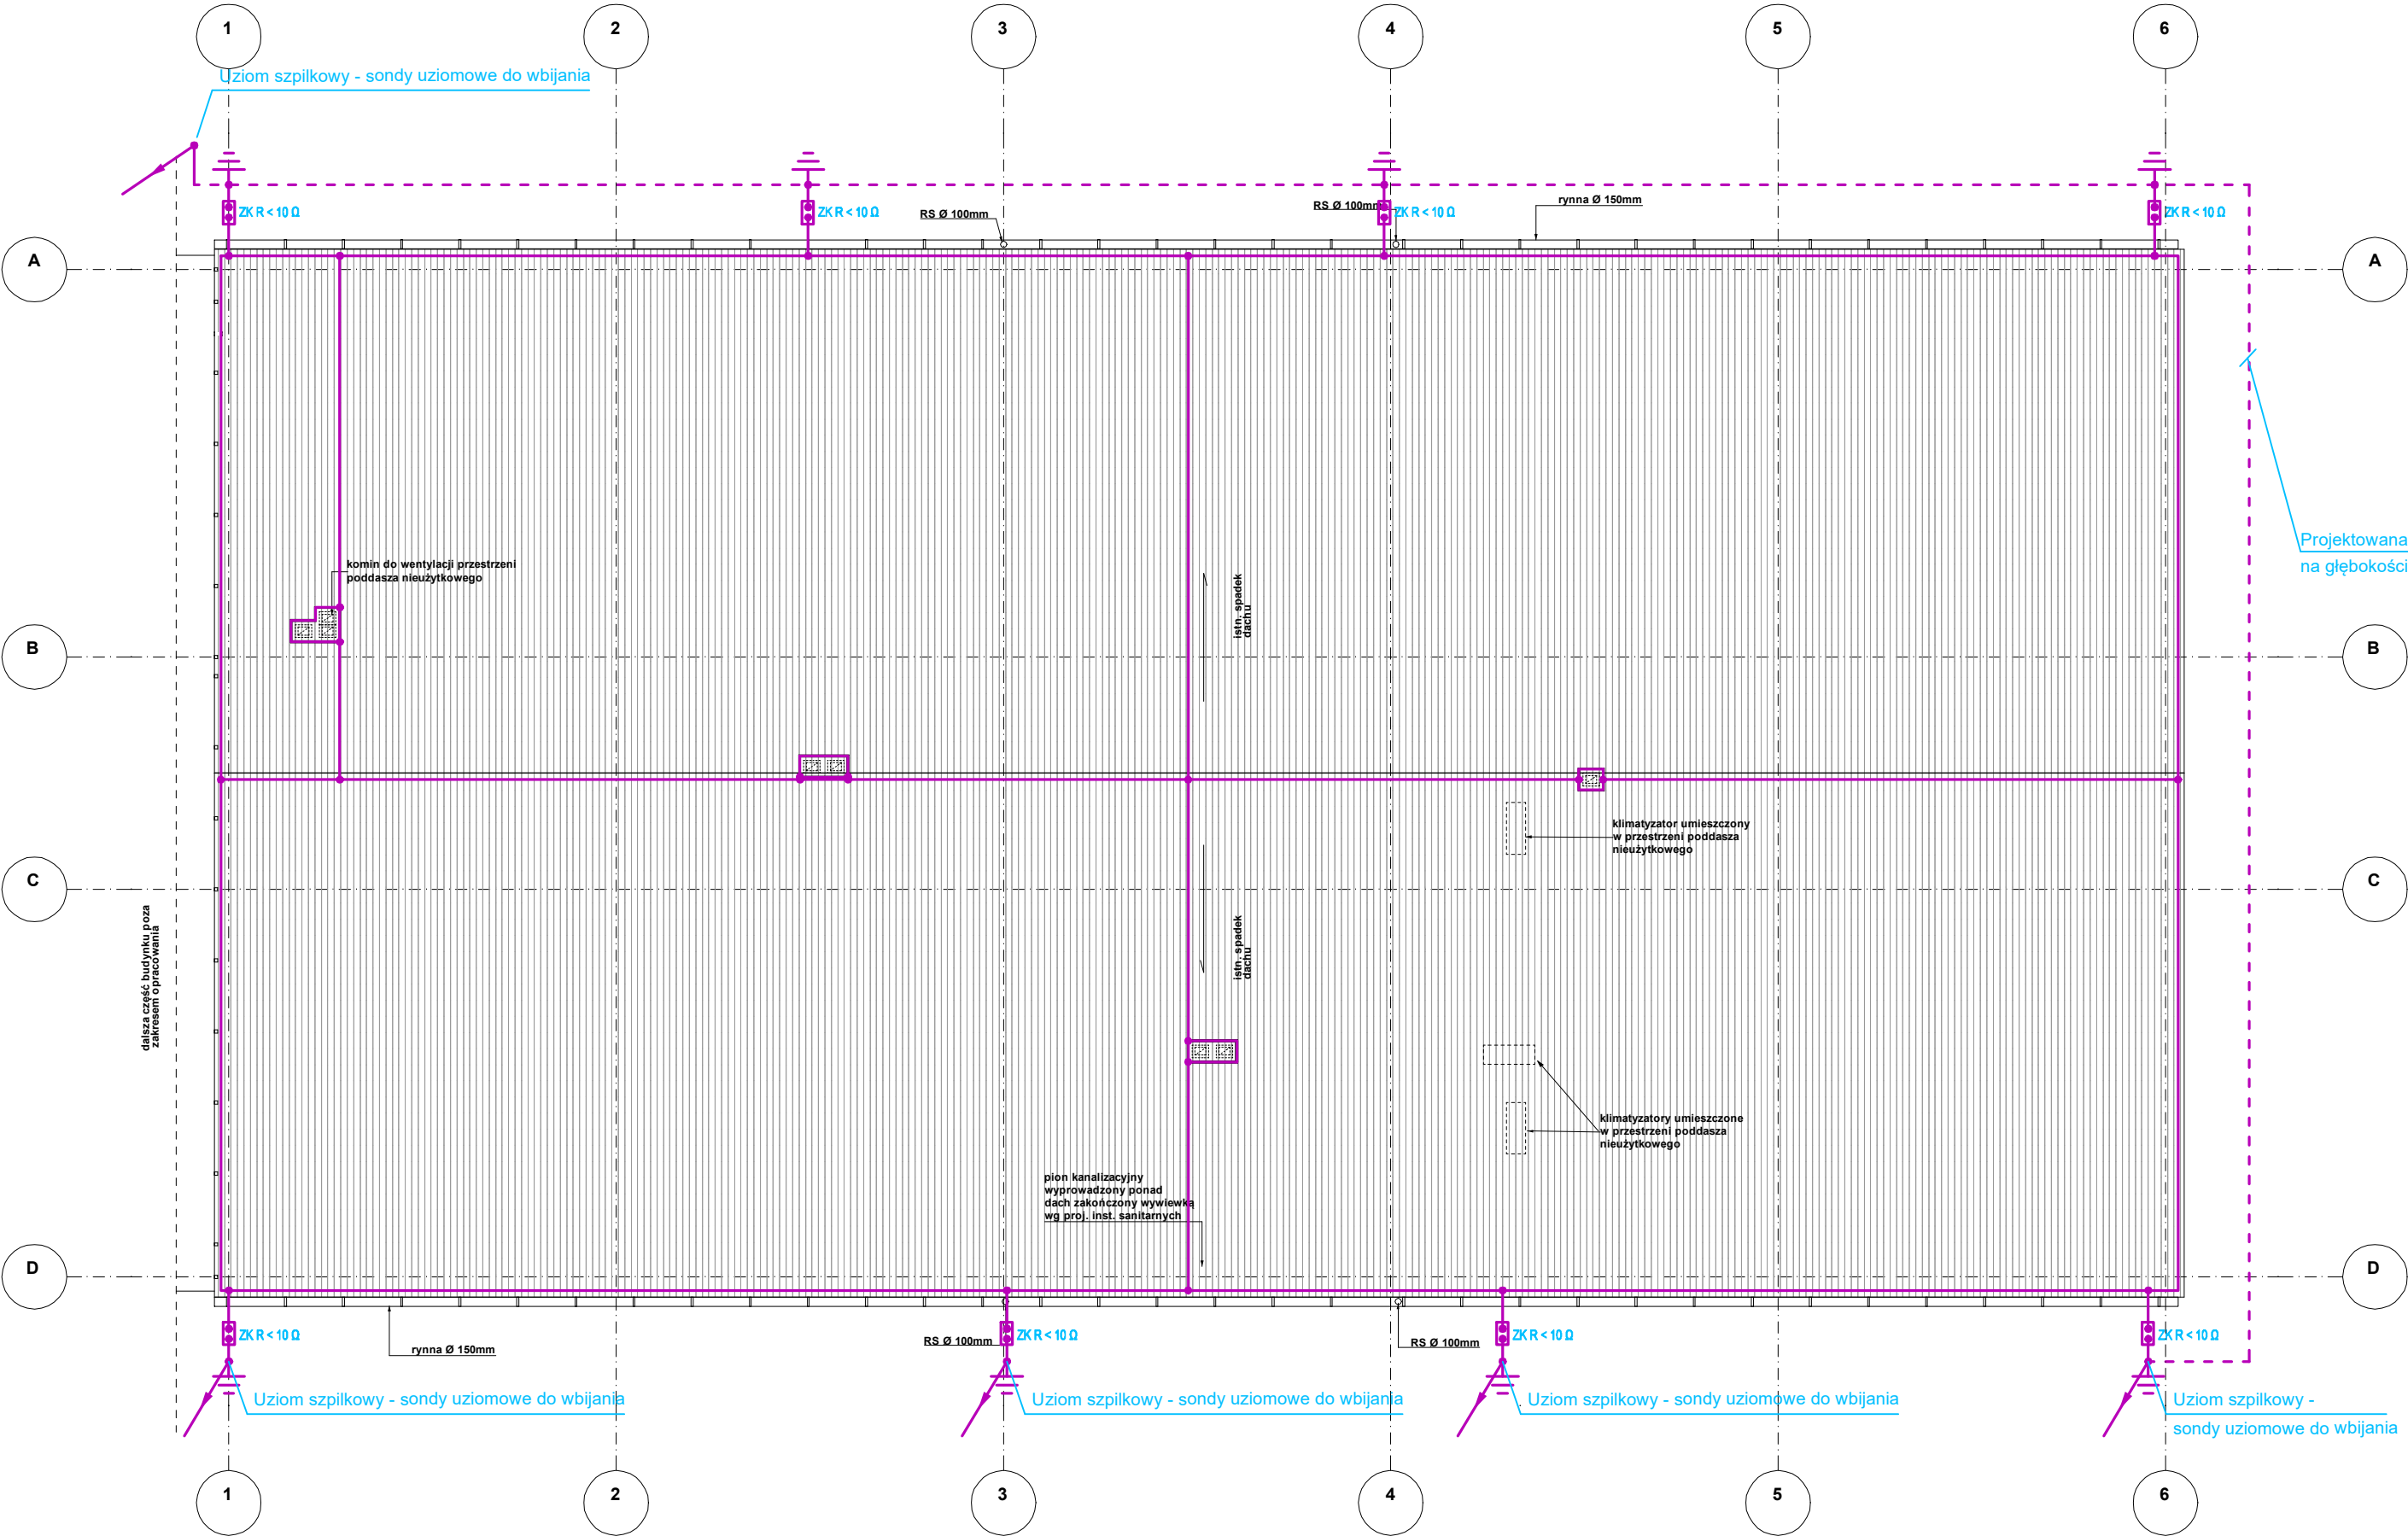 1
2
3
4
5
6
Uziom szpilkowy - sondy uziomowe do wbijania
ZK R < 10 Ω
ZK R < 10 Ω
RS Ø 100mm
RS Ø 100mm
ZK R < 10 Ω
rynna Ø 150mm
ZK R < 10 Ω
A
A
Projektowana
na głębokości
komin do wentylacji przestrzeni
poddasza nieużytkowego
istn. spadek
dachu
B
B
klimatyzator umieszczony
w przestrzeni poddasza
nieużytkowego
C
C
dalsza część budynku poza
zakresem opracowania
istn. spadek
dachu
klimatyzatory umieszczone
w przestrzeni poddasza
nieużytkowego
pion kanalizacyjny
wyprowadzony ponad
dach zakończony wywiewką
wg proj. inst. sanitarnych
D
D
ZK R < 10 Ω
rynna Ø 150mm
RS Ø 100mm
ZK R < 10 Ω
RS Ø 100mm
ZK R < 10 Ω
ZK R < 10 Ω
Uziom szpilkowy - sondy uziomowe do wbijania
Uziom szpilkowy - sondy uziomowe do wbijania
Uziom szpilkowy - sondy uziomowe do wbijania
Uziom szpilkowy -
sondy uziomowe do wbijania
1
2
3
4
5
6